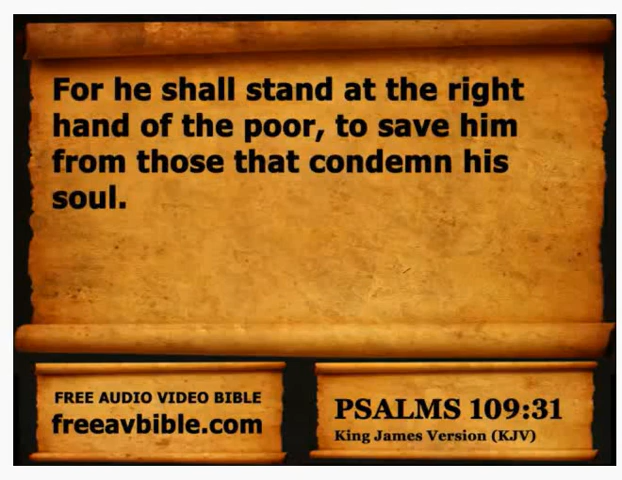 For he shall stand at the right
hand of the poor, to save him
from those that condemn his
soul.
FREE AUDIO VIDEO BIBLE
freeavbible.com
PSALMS 109:31
King James Version (KJV)